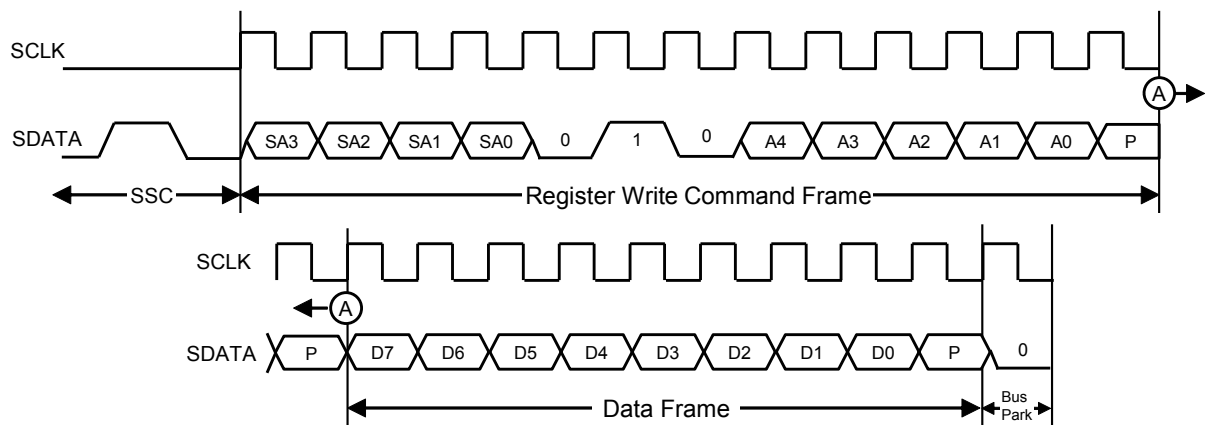 SCLK
A
SDATA SA3 SA2 SA1 SA0 0 1 0 A4 A3 A2 A1 A0 P
SSC Register Write Command Frame
SCLK
A
SDATA P D7 D6 D5 D4 D3 D2 D1 D0 P 0
Data Frame Bus
Park